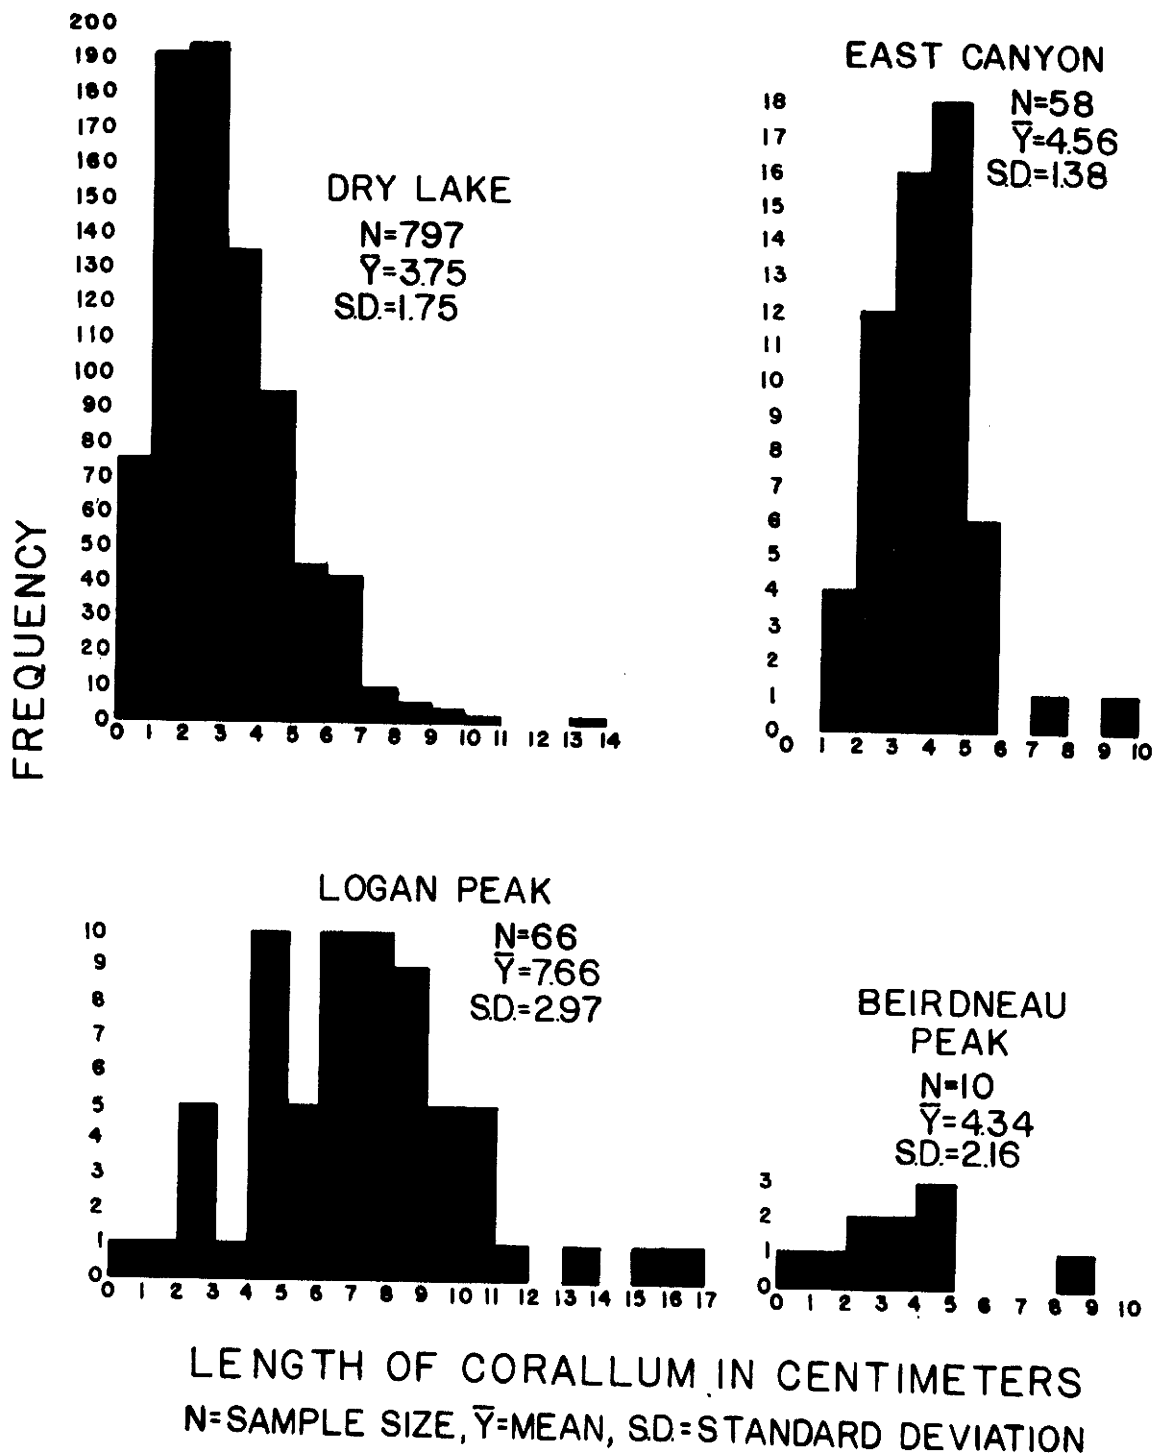 FREQUENCY
200
190
180
170
160
150
140
130
120
110
100
90
80
70
60
50
40
30
20
10
0
0 1 2 3 4 5 6 7 8 9 10 11 12 13 14
DRY LAKE
N=797
Ȳ=3.75
S.D.=1.75
EAST CANYON
N=58
Ȳ=4.56
S.D.=1.38
18
17
16
15
14
13
12
11
10
9
8
7
6
5
4
3
2
1
0
0 1 2 3 4 5 6 7 8 9 10
LOGAN PEAK
N=66
Ȳ=7.66
S.D.=2.97
10
9
8
7
6
5
4
3
2
1
0
0 1 2 3 4 5 6 7 8 9 10 11 12 13 14 15 16 17
BEIRDNEAU
PEAK
N=10
Ȳ=4.34
S.D.=2.16
3
2
1
0
0 1 2 3 4 5 6 7 8 9 10
LENGTH OF CORALLUM IN CENTIMETERS
N=SAMPLE SIZE, Ȳ=MEAN, S.D.=STANDARD DEVIATION